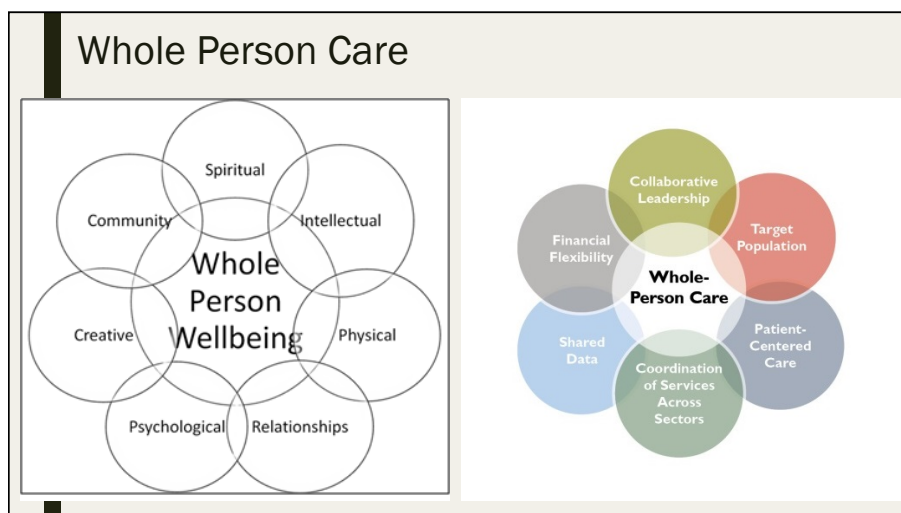 Whole Person Care
Spiritual
Community
Intellectual
Whole
Person
Wellbeing
Creative
Physical
Psychological
Relationships
Collaborative
Leadership
Financial
Flexibility
Target
Population
Whole-
Person Care
Shared
Data
Patient-
Centered
Care
Coordination
of Services
Across
Sectors